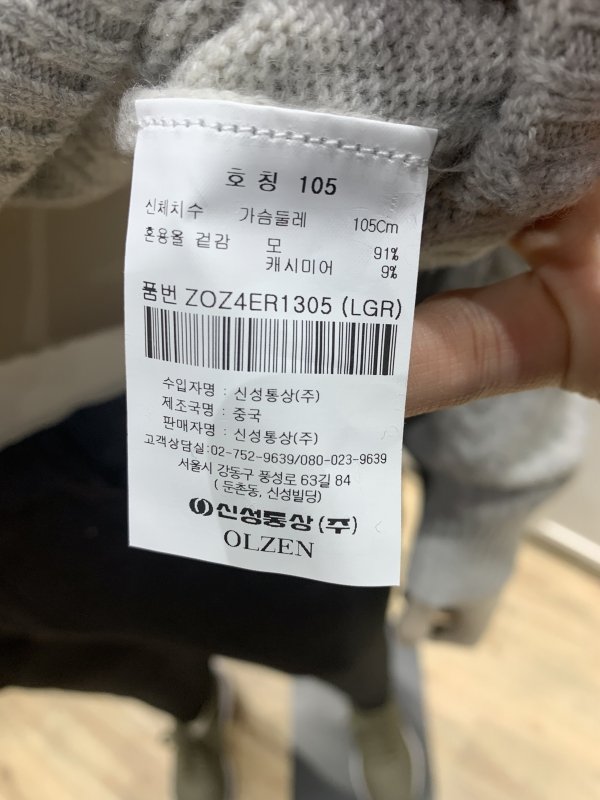 호칭 105
신체치수 가슴둘레 105Cm
혼용율 겉감 모 91%
캐시미어 9%
품번 ZOZ4ER1305 (LGR)
수입자명 : 신성통상(주)
제조국명 : 중국
판매자명 : 신성통상(주)
고객상담실:02-752-9639/080-023-9639
서울시 강동구 풍성로 63길 84
( 둔촌동, 신성빌딩)
신성통상(주)
OLZEN